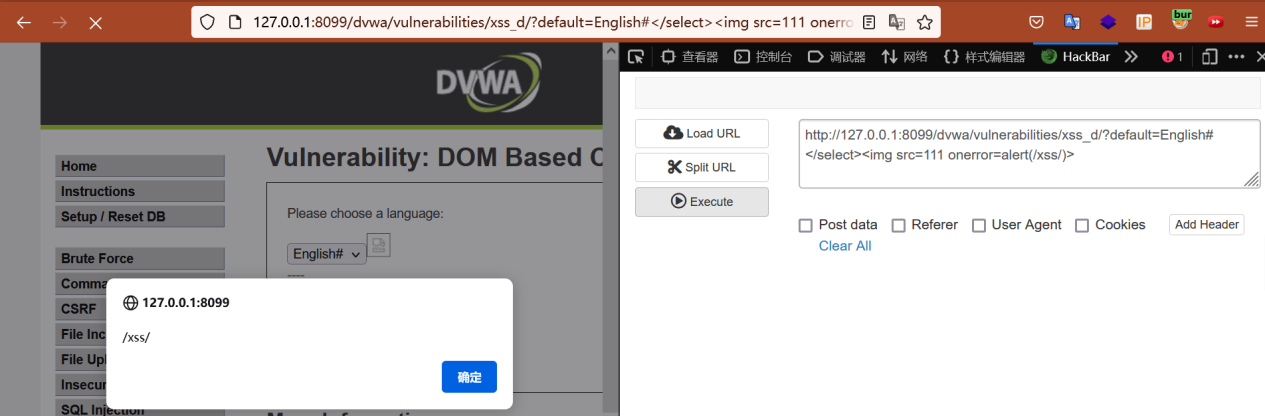 127.0.0.1:8099/dvwa/vulnerabilities/xss_d/?default=English#</select><img src=111 onerro
IP
bur
DVWA
查看器
控制台
调试器
网络
样式编辑器
HackBar
1
Home
Instructions
Setup / Reset DB
Brute Force
Comma
CSRF
File Inc
File Upl
Insecur
SQL Injection
Vulnerability: DOM Based C
Please choose a language:
English#
----
127.0.0.1:8099
/xss/
确定
Load URL
Split URL
Execute
http://127.0.0.1:8099/dvwa/vulnerabilities/xss_d/?default=English#
</select><img src=111 onerror=alert(/xss/)>
Post data
Referer
User Agent
Cookies
Add Header
Clear All